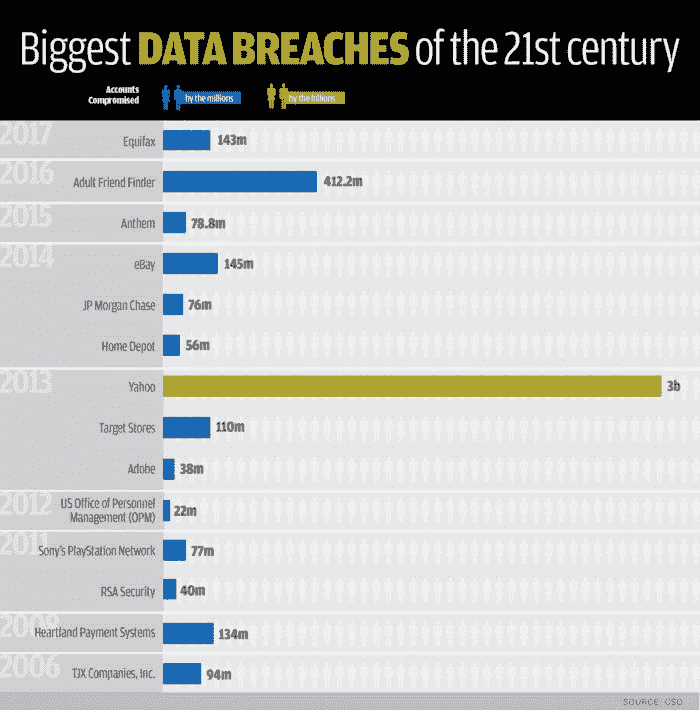 Biggest DATA BREACHES of the 21st century
Accounts
Compromised
by the millions
by the billions
2017
Equifax
143m
2016
Adult Friend Finder
412.2m
2015
Anthem
78.8m
2014
eBay
145m
JP Morgan Chase
76m
Home Depot
56m
2013
Yahoo
3b
Target Stores
110m
Adobe
38m
2012
US Office of Personnel
Management (OPM)
22m
2011
Sony's PlayStation Network
77m
RSA Security
40m
2008
Heartland Payment Systems
134m
2006
TJX Companies, Inc.
94m
SOURCE: CSO